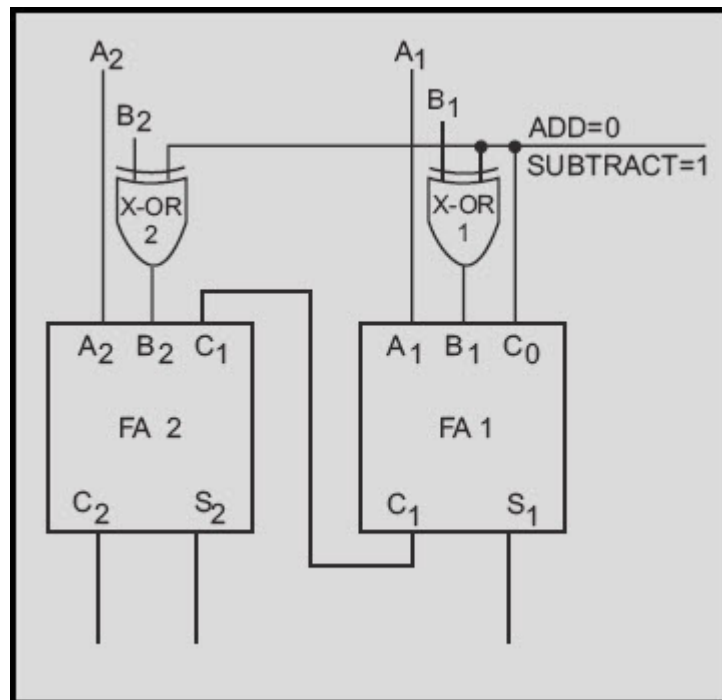 A2 A1
B2 B1
ADD=0
SUBTRACT=1
X-OR X-OR
2 1
A2 B2 C1 A1 B1 C0
FA 2 FA 1
C2 S2 C1 S1